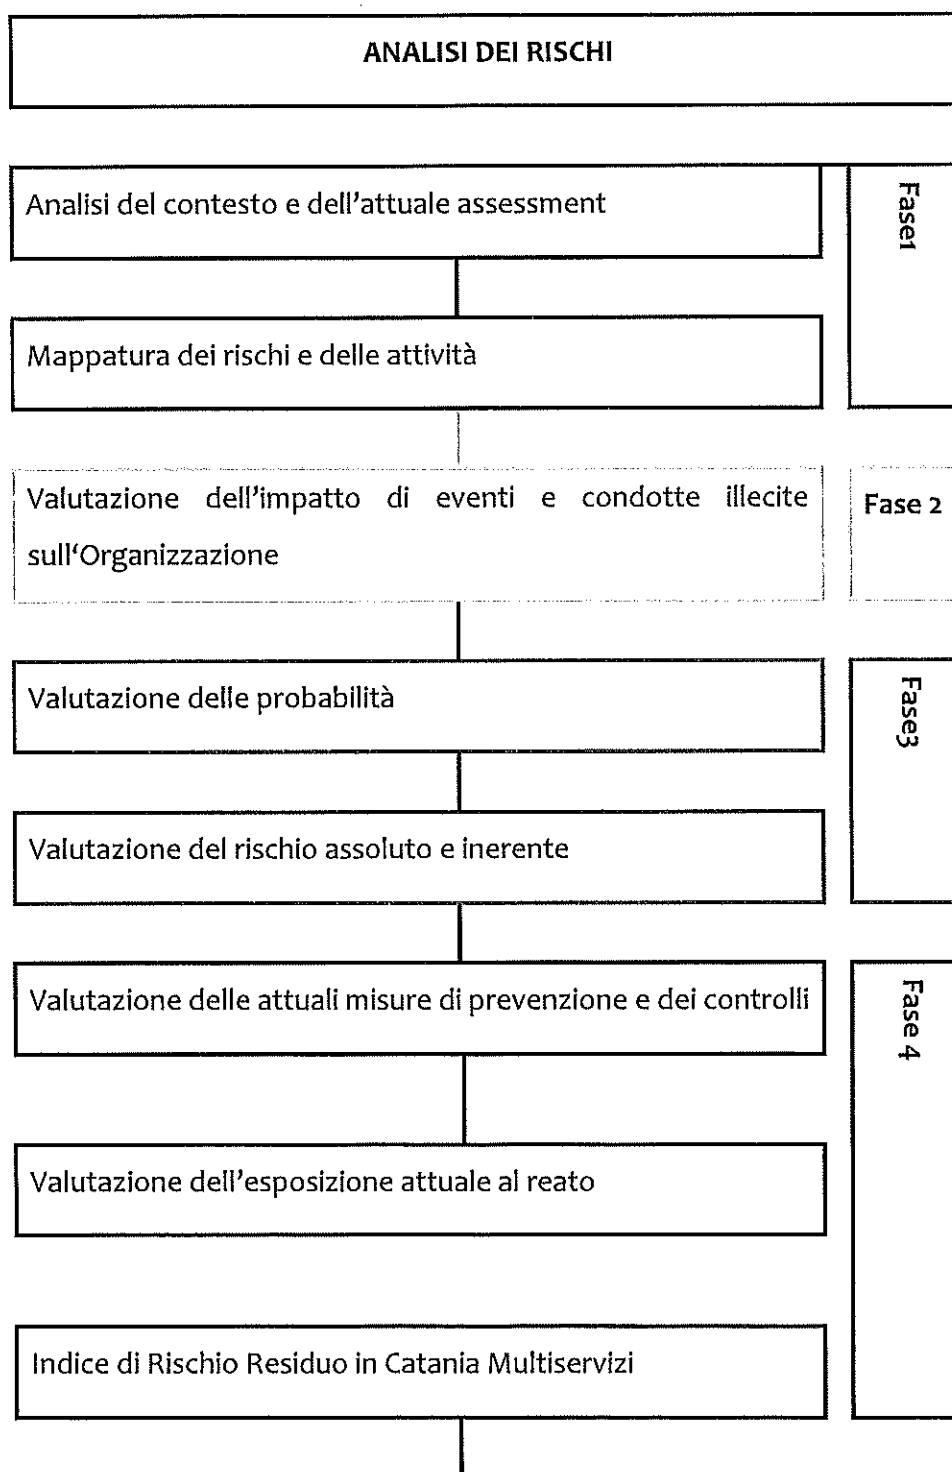 ANALISI DEI RISCHI
Analisi del contesto e dell'attuale assessment
Fase1
Mappatura dei rischi e delle attività
Valutazione dell'impatto di eventi e condotte illecite
sull'Organizzazione
Fase 2
Valutazione delle probabilità
Fase3
Valutazione del rischio assoluto e inerente
Valutazione delle attuali misure di prevenzione e dei controlli
Fase 4
Valutazione dell'esposizione attuale al reato
Indice di Rischio Residuo in Catania Multiservizi